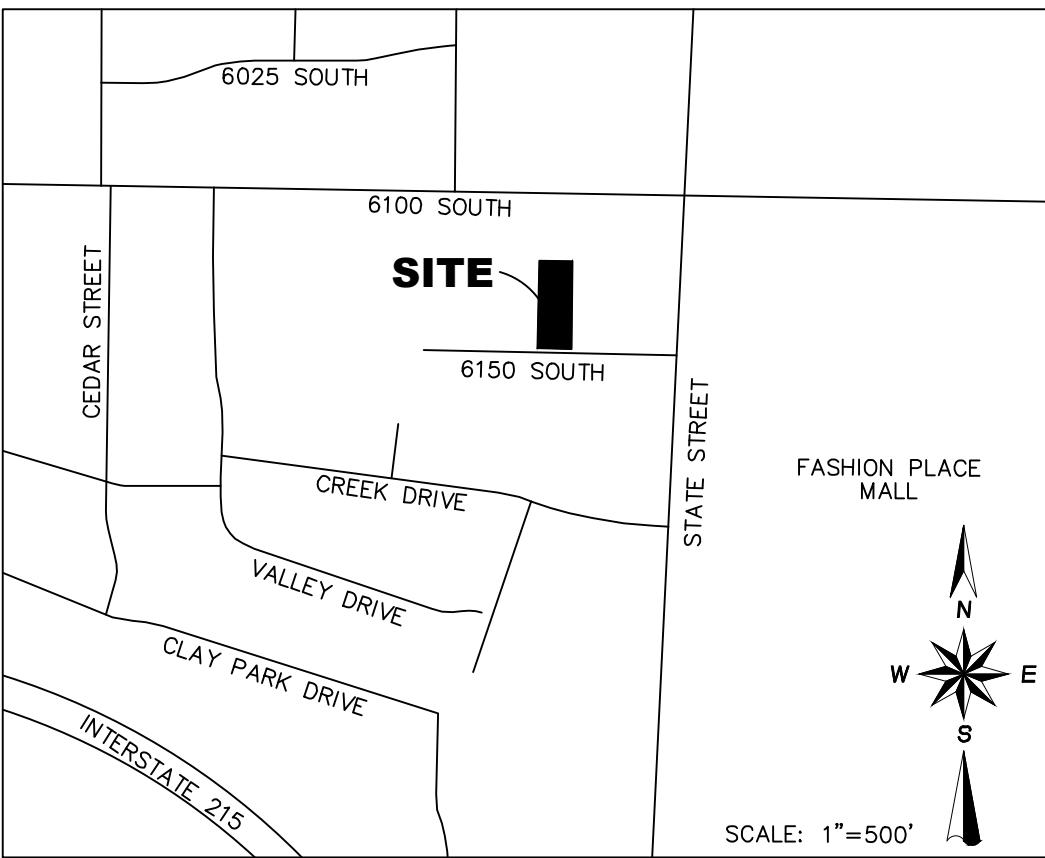 6025 SOUTH
6100 SOUTH
SITE
CEDAR STREET
6150 SOUTH
STATE STREET
FASHION PLACE
MALL
CREEK DRIVE
VALLEY DRIVE
N
W
E
S
CLAY PARK DRIVE
INTERSTATE 215
SCALE: 1"=500'